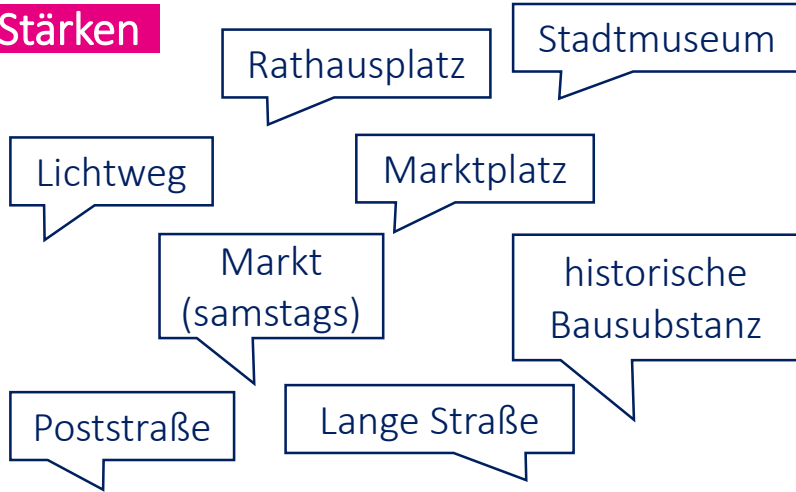 Stärken
Rathausplatz
Stadtmuseum
Lichtweg
Marktplatz
Markt
(samstags)
historische
Bausubstanz
Poststraße
Lange Straße